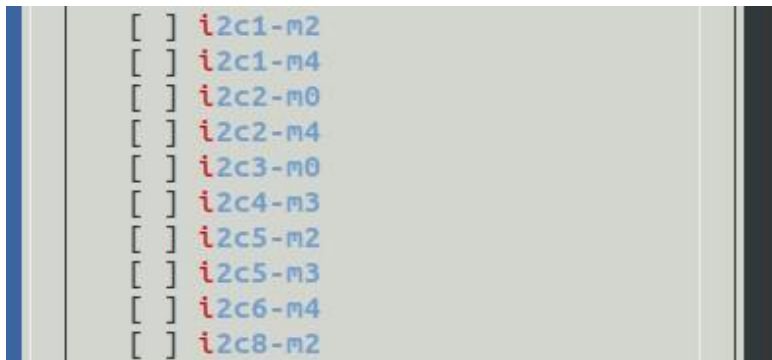 [ ] i2c1-m2
[ ] i2c1-m4
[ ] i2c2-m0
[ ] i2c2-m4
[ ] i2c3-m0
[ ] i2c4-m3
[ ] i2c5-m2
[ ] i2c5-m3
[ ] i2c6-m4
[ ] i2c8-m2